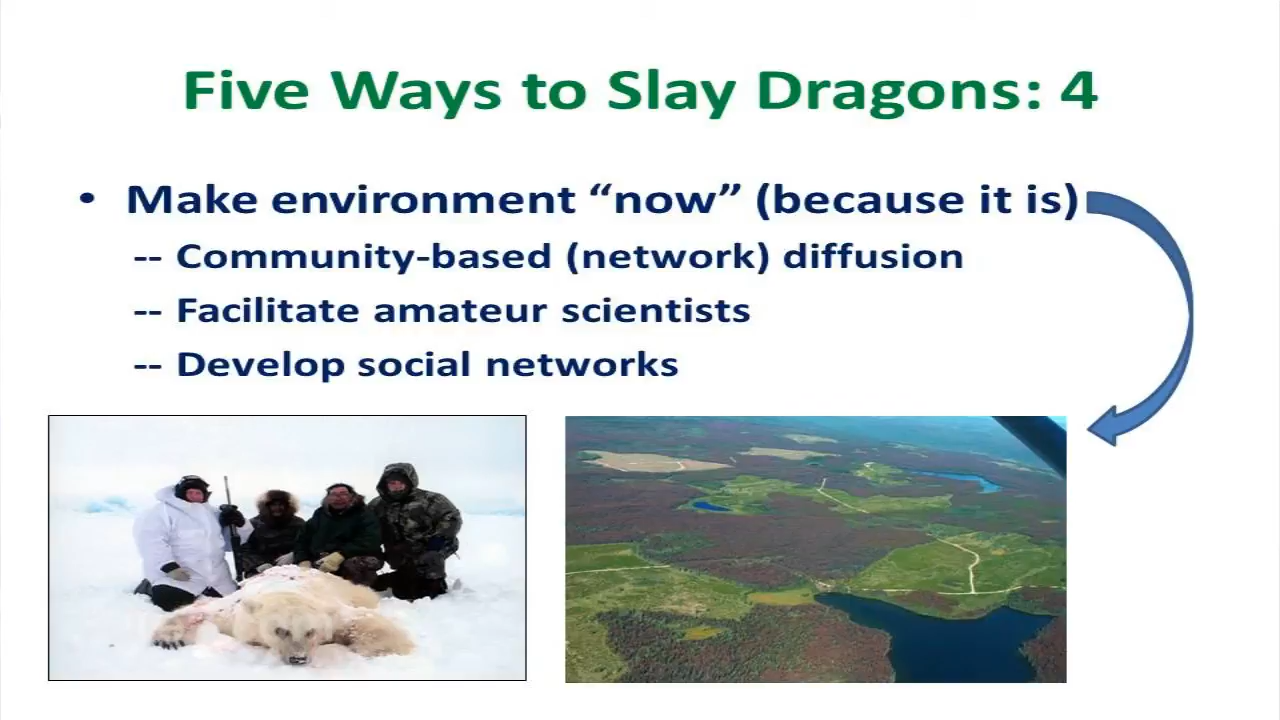 Five Ways to Slay Dragons: 4
• Make environment “now” (because it is)
-- Community-based (network) diffusion
-- Facilitate amateur scientists
-- Develop social networks